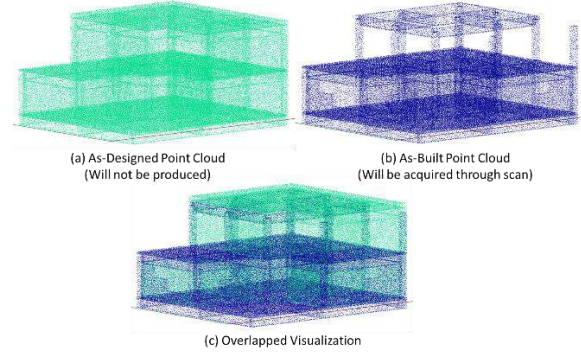 (a) As-Designed Point Cloud
(Will not be produced)
(b) As-Built Point Cloud
(Will be acquired through scan)
(c) Overlapped Visualization